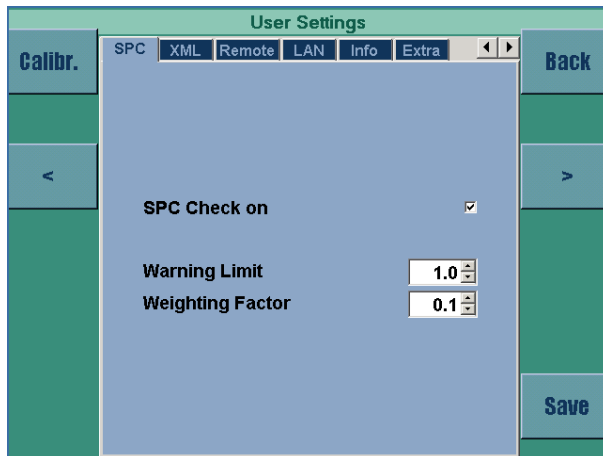 User Settings
Calibr.
SPC XML Remote LAN Info Extra
Back
<
>
SPC Check on
Warning Limit 1.0
Weighting Factor 0.1
Save